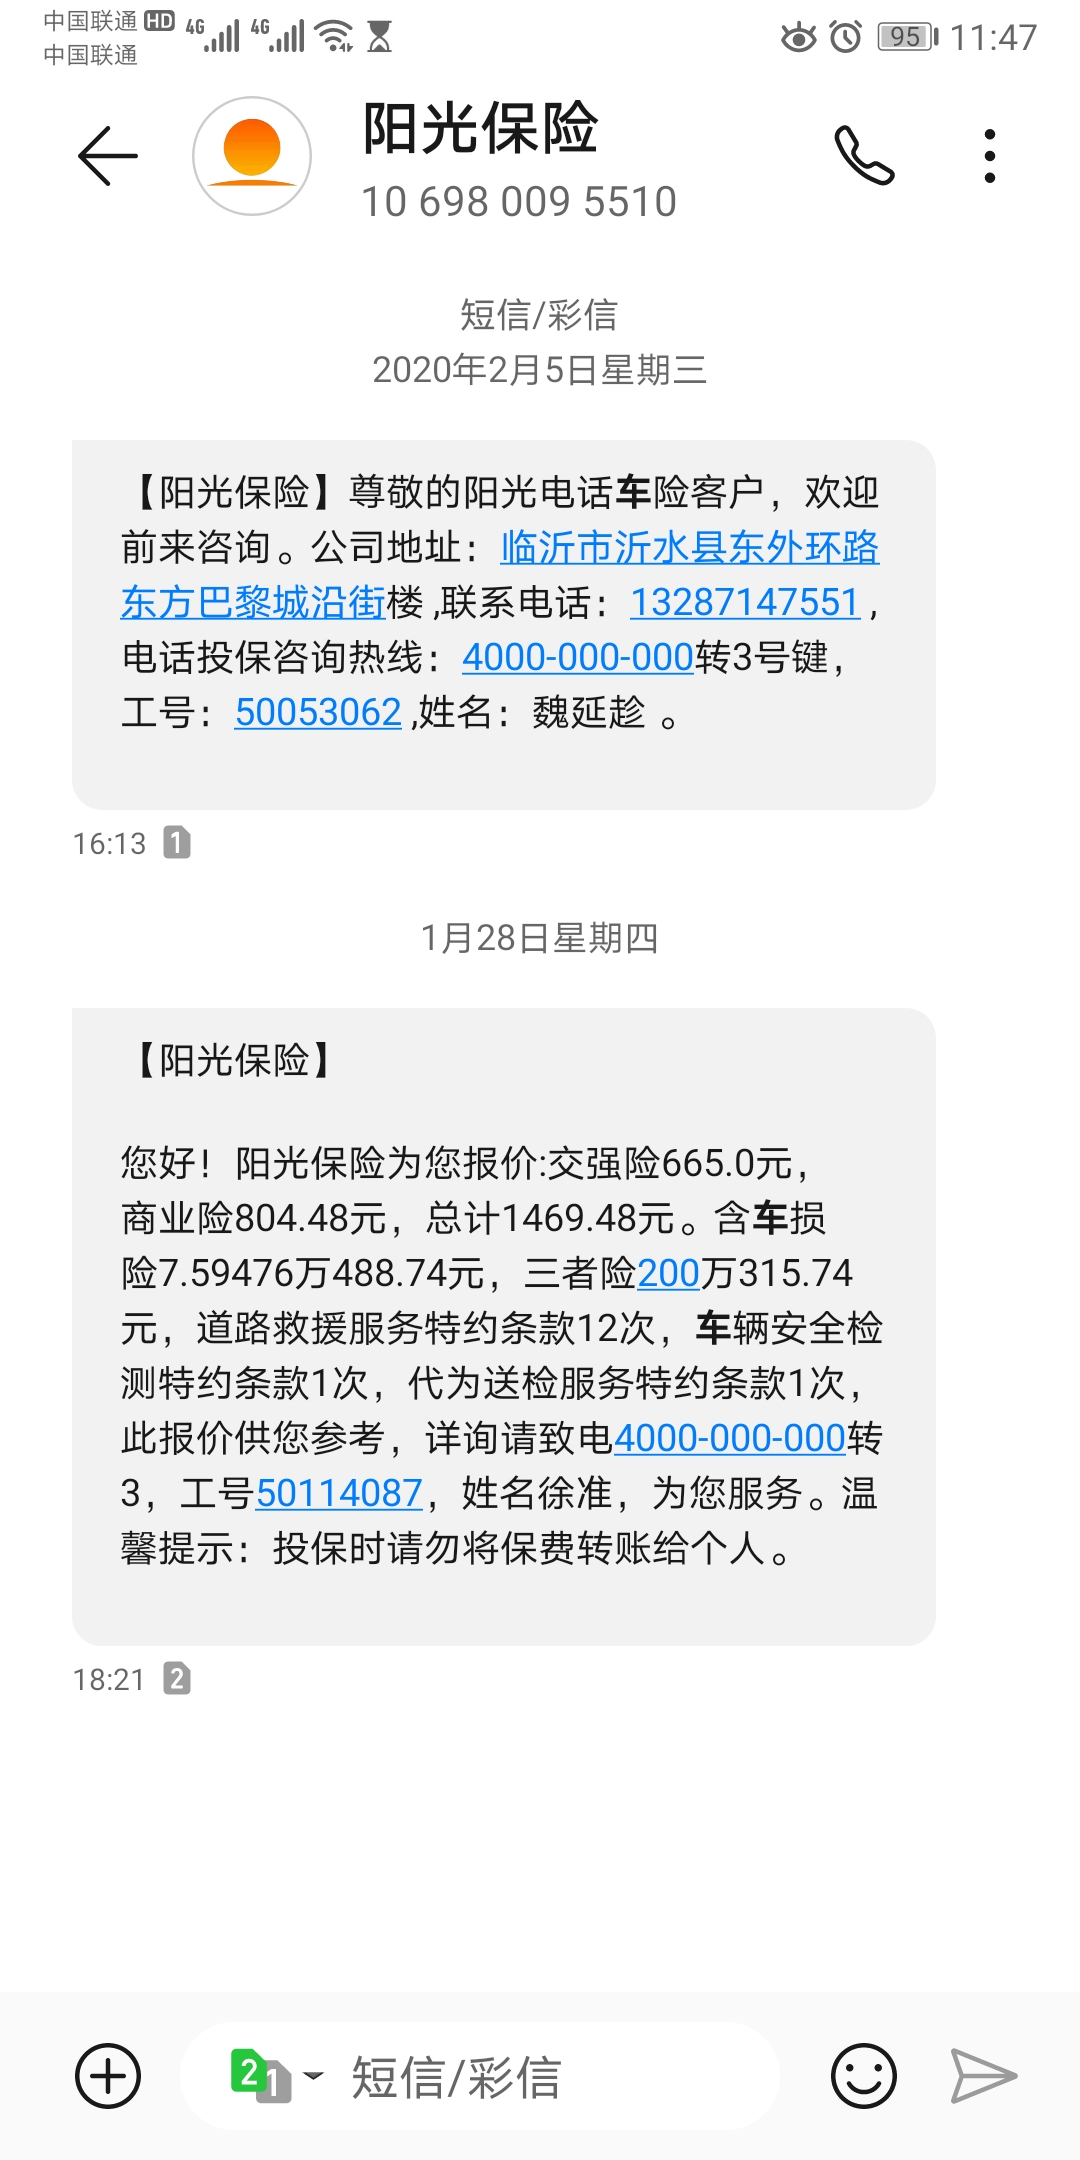 中国联通 HD 4G 4G 95 11:47
中国联通
阳光保险
10 698 009 5510
短信/彩信
2020年2月5日星期三
【阳光保险】尊敬的阳光电话车险客户，欢迎
前来咨询。公司地址：临沂市沂水县东外环路
东方巴黎城沿街楼 ,联系电话：13287147551 ,
电话投保咨询热线：4000-000-000转3号键，
工号：50053062 ,姓名：魏延趁 。
16:13 1
1月28日星期四
【阳光保险】
您好！阳光保险为您报价:交强险665.0元，
商业险804.48元，总计1469.48元。含车损
险7.59476万488.74元，三者险200万315.74
元，道路救援服务特约条款12次，车辆安全检
测特约条款1次，代为送检服务特约条款1次，
此报价供您参考，详询请致电4000-000-000转
3，工号50114087，姓名徐准，为您服务。温
馨提示：投保时请勿将保费转账给个人。
18:21 2
2 1 短信/彩信